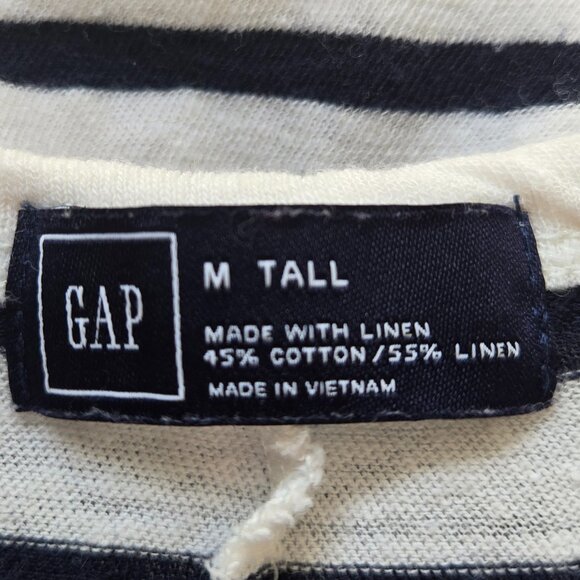 GAP
M TALL
MADE WITH LINEN
45% COTTON/55% LINEN
MADE IN VIETNAM